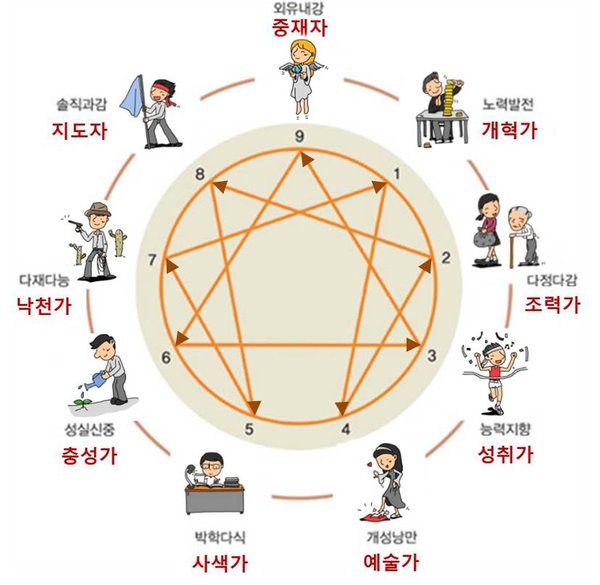 외유내강
중재자
솔직과감
지도자
노력발전
개혁가
9
8
1
7
2
다재다능
낙천가
다정다감
조력가
6
3
성실신중
충성가
5
4
능력지향
성취가
박학다식
사색가
개성낭만
예술가